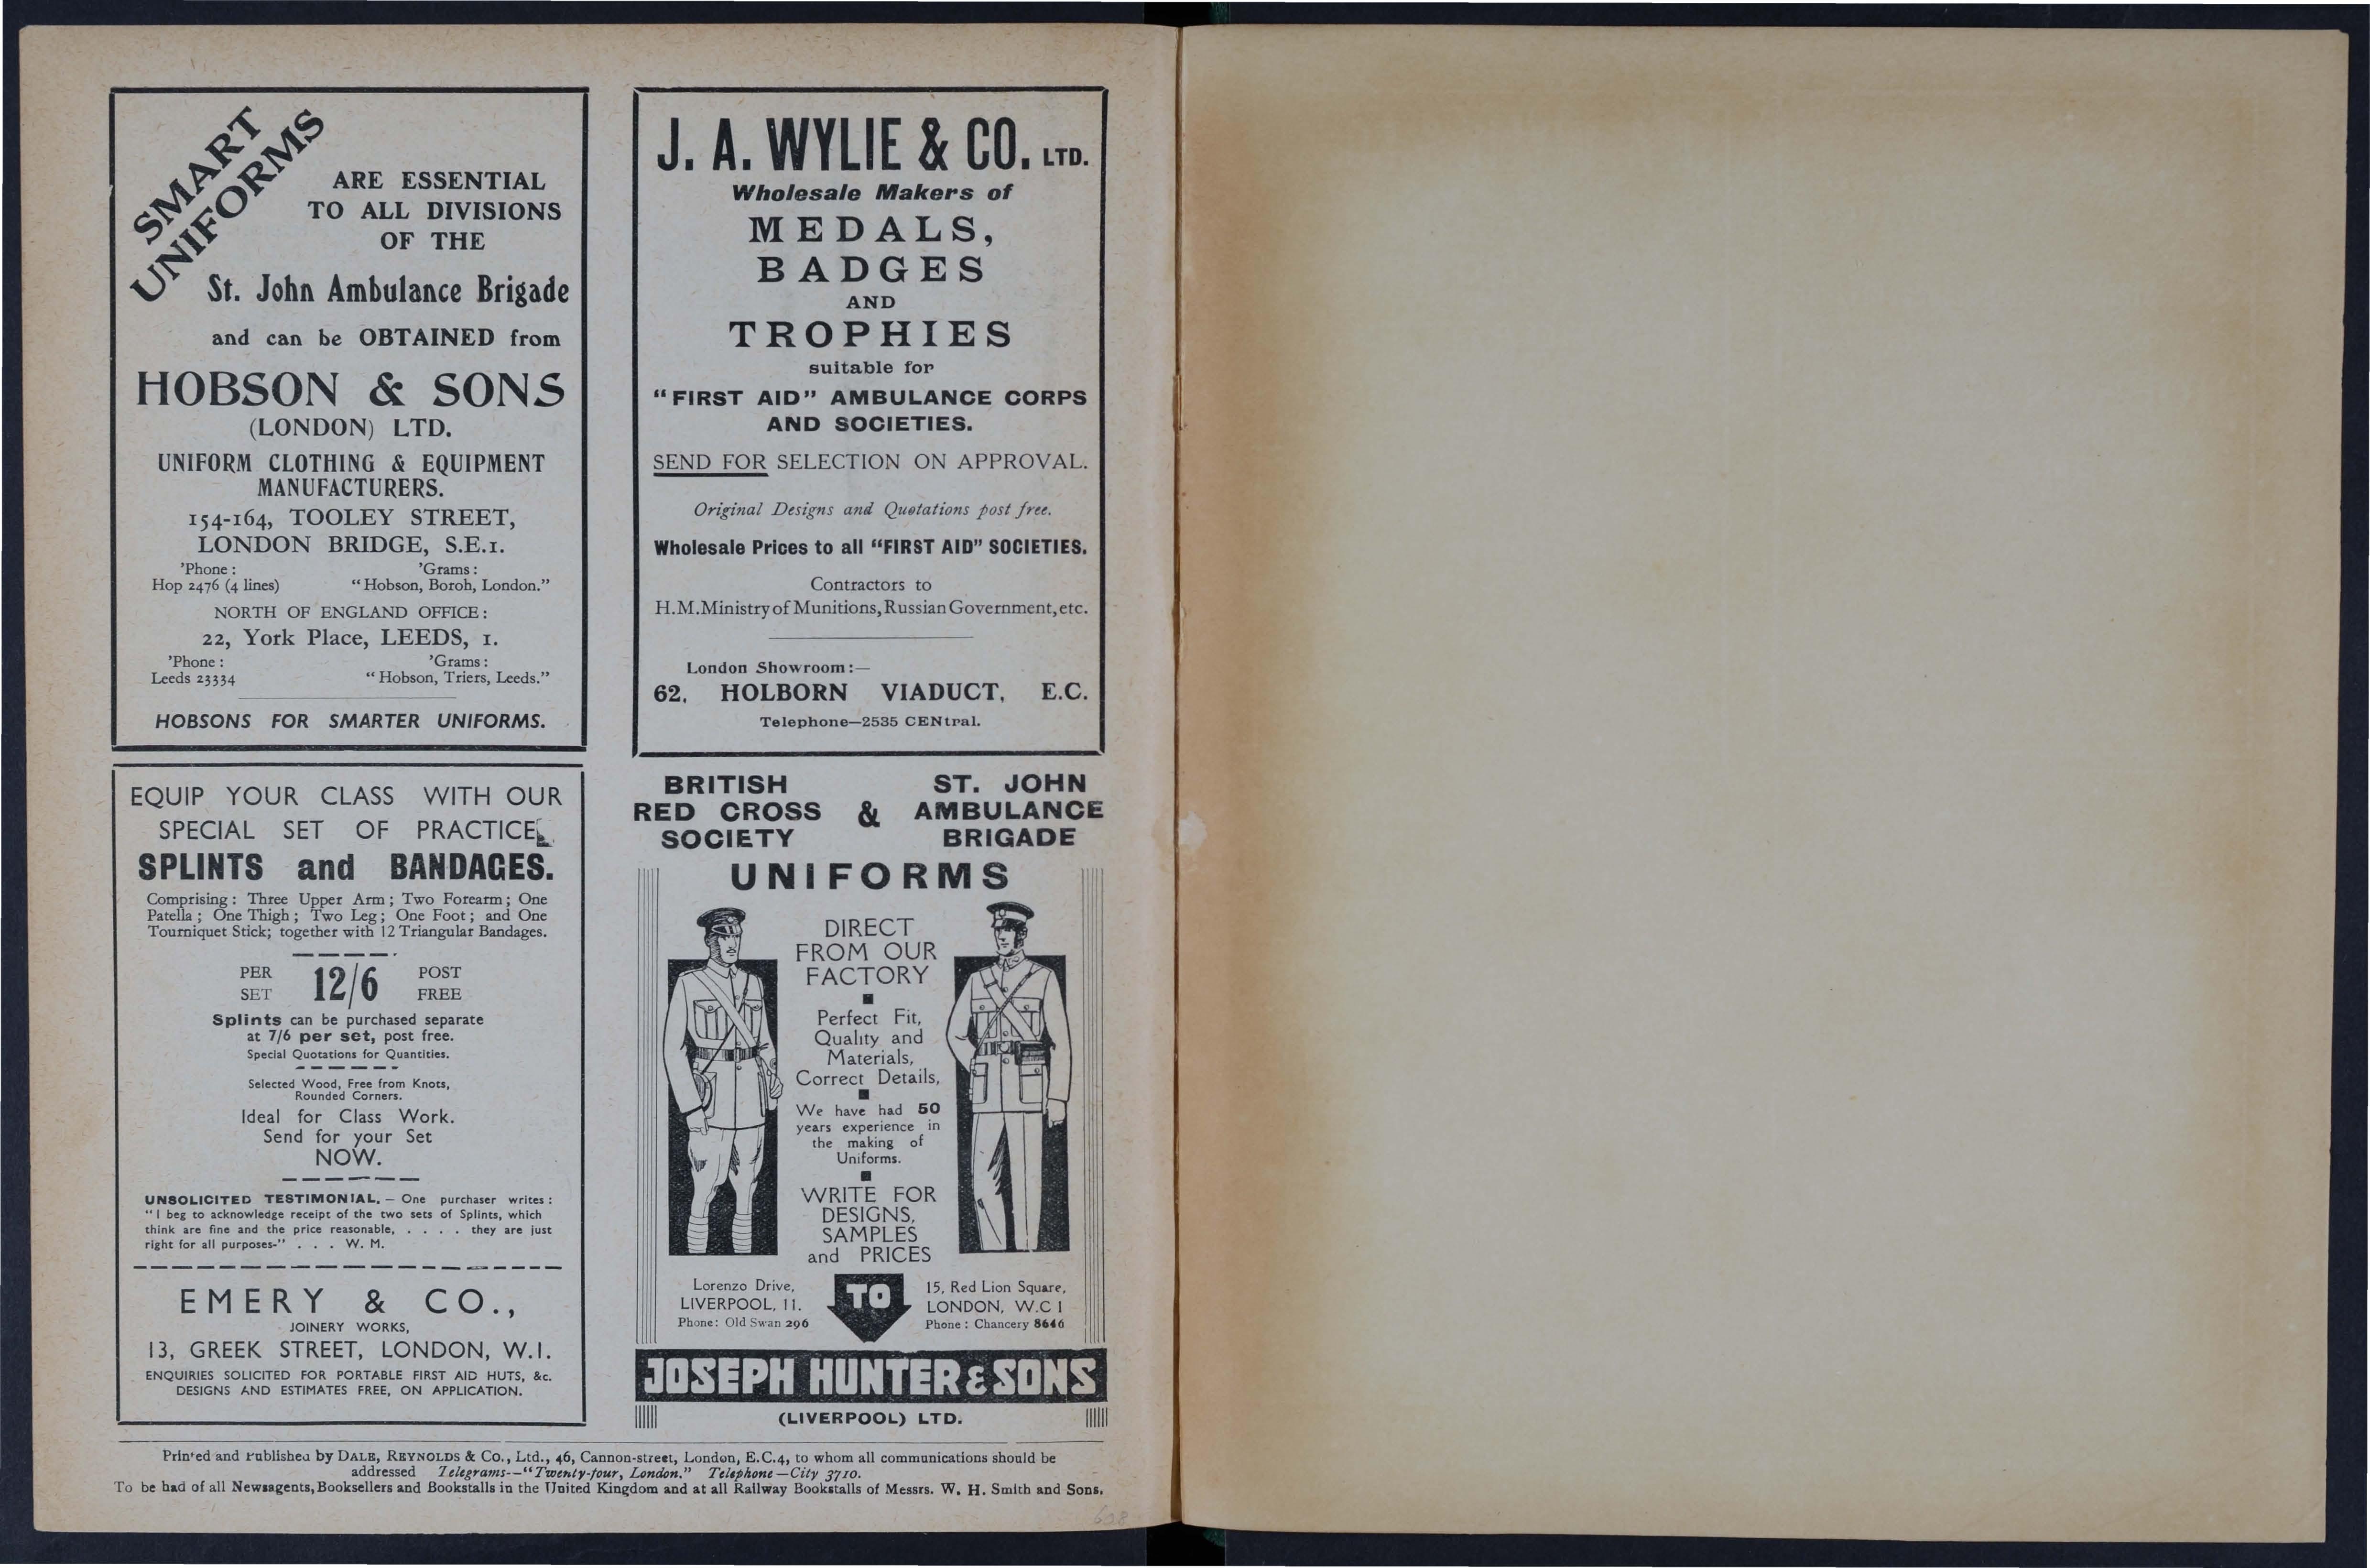 SMART
UNIFORMS
ARE ESSENTIAL
TO ALL DIVISIONS
OF THE
St. John Ambulance Brigade
and can be OBTAINED from
HOBSON & SONS
(LONDON) LTD.
UNIFORM CLOTHING & EQUIPMENT
MANUFACTURERS.
154-164, TOOLEY STREET,
LONDON BRIDGE, S.E.1.
'Phone : 'Grams :
Hop 2476 (4 lines) "Hobson, Boroh, London."
NORTH OF ENGLAND OFFICE :
22, York Place, LEEDS, 1.
'Phone : 'Grams :
Leeds 23334 "Hobson, Triers, Leeds."
HOBSONS FOR SMARTER UNIFORMS.
EQUIP YOUR CLASS WITH OUR
SPECIAL SET OF PRACTICE
SPLINTS and BANDAGES.
Comprising : Three Upper Arm ; Two Forearm ; One
Patella ; One Thigh ; Two Leg ; One Foot ; and One
Tourniquet Stick; together with 12 Triangular Bandages.
PER SET 12/6 POST FREE
Splints can be purchased separate
at 7/6 per set, post free.
Special Quotations for Quantities.
Selected Wood, Free from Knots,
Rounded Corners.
Ideal for Class Work.
Send for your Set
NOW.
UNSOLICITED TESTIMONIAL. — One purchaser writes :
"I beg to acknowledge receipt of the two sets of Splints, which
think are fine and the price reasonable, . . . . they are just
right for all purposes-" . . . W. M.
EMERY & CO.,
JOINERY WORKS,
13, GREEK STREET, LONDON, W.1.
ENQUIRIES SOLICITED FOR PORTABLE FIRST AID HUTS, &c.
DESIGNS AND ESTIMATES FREE, ON APPLICATION.
J. A. WYLIE & CO. LTD.
Wholesale Makers of
MEDALS,
BADGES
AND
TROPHIES
suitable for
"FIRST AID" AMBULANCE CORPS
AND SOCIETIES.
SEND FOR SELECTION ON APPROVAL.
Original Designs and Quotations post free.
Wholesale Prices to all "FIRST AID" SOCIETIES.
Contractors to
H.M. Ministry of Munitions, Russian Government, etc.
London Showroom :—
62, HOLBORN VIADUCT, E.C.
Telephone—2535 CENtral.
BRITISH RED CROSS SOCIETY & ST. JOHN AMBULANCE BRIGADE
UNIFORMS
DIRECT
FROM OUR
FACTORY
Perfect Fit,
Quality and
Materials,
Correct Details,
We have had 50
years experience in
the making of
Uniforms.
WRITE FOR
DESIGNS,
SAMPLES
and PRICES
TO
Lorenzo Drive,
LIVERPOOL, 11.
Phone: Old Swan 296
15, Red Lion Square,
LONDON, W.C 1
Phone : Chancery 8646
JOSEPH HUNTER & SONS
(LIVERPOOL) LTD.
Printed and Published by DALE, REYNOLDS & Co., Ltd., 46, Cannon-street, London, E.C.4, to whom all communications should be
addressed Telegrams--"Twenty-four, London." Telephone—City 3710.
To be had of all Newsagents, Booksellers and Bookstalls in the United Kingdom and at all Railway Bookstalls of Messrs. W. H. Smith and Sons.